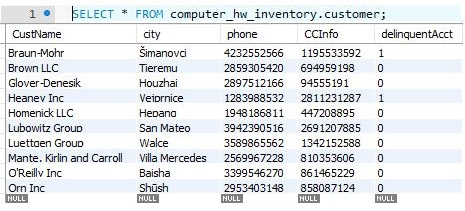 1 SELECT * FROM computer_hw_inventory.customer;
CustName city phone CCInfo delinquentAcct
Braun-Mohr Šimanovci 4232552566 1195533592 1
Brown LLC Tieremu 2859305420 694959198 0
Glover-Denesik Houzhai 2897512166 94555191 0
Heaney Inc Vetrnice 1283988532 2811231287 1
Homenick LLC Hepang 1948186811 447208895 0
Lubowitz Group San Mateo 3942390516 2691207885 0
Luettgen Group Walce 3589865562 1342152588 0
Mante, Kirlin and Carroll Villa Mercedes 2569967228 810353606 0
O'Reilly Inc Baisha 3399546270 861465229 0
Orn Inc Shūsh 2953403148 858087124 0
NULL NULL NULL NULL NULL